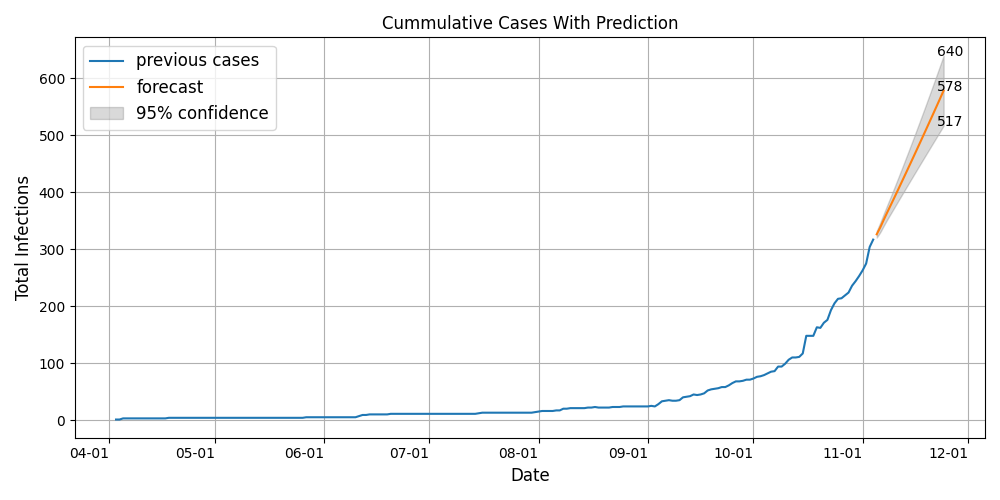 Cummulative Cases With Prediction
previous cases
forecast
95% confidence
640
578
517
Total Infections
600
500
400
300
200
100
0
04-01 05-01 06-01 07-01 08-01 09-01 10-01 11-01 12-01
Date